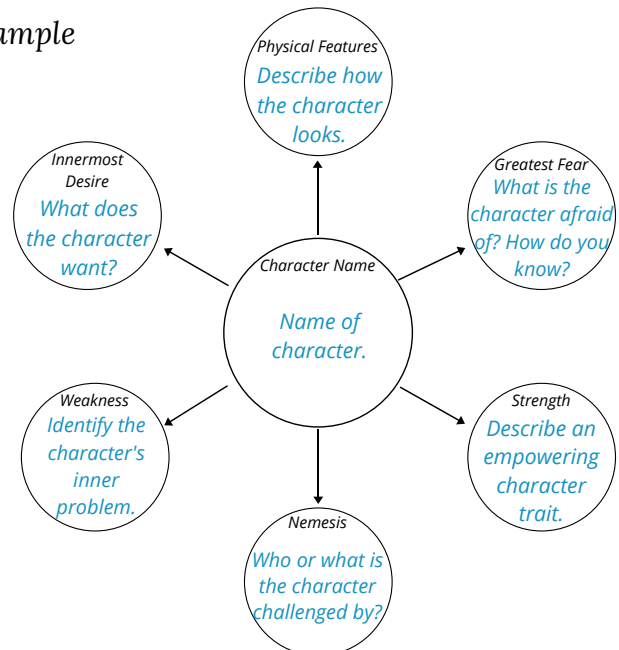 ample
Physical Features
Describe how
the character
looks.
Innermost
Desire
What does
the character
want?
Greatest Fear
What is the
character afraid
of? How do you
know?
Character Name
Name of
character.
Weakness
Identify the
character's
inner
problem.
Strength
Describe an
empowering
character
trait.
Nemesis
Who or what is
the character
challenged by?